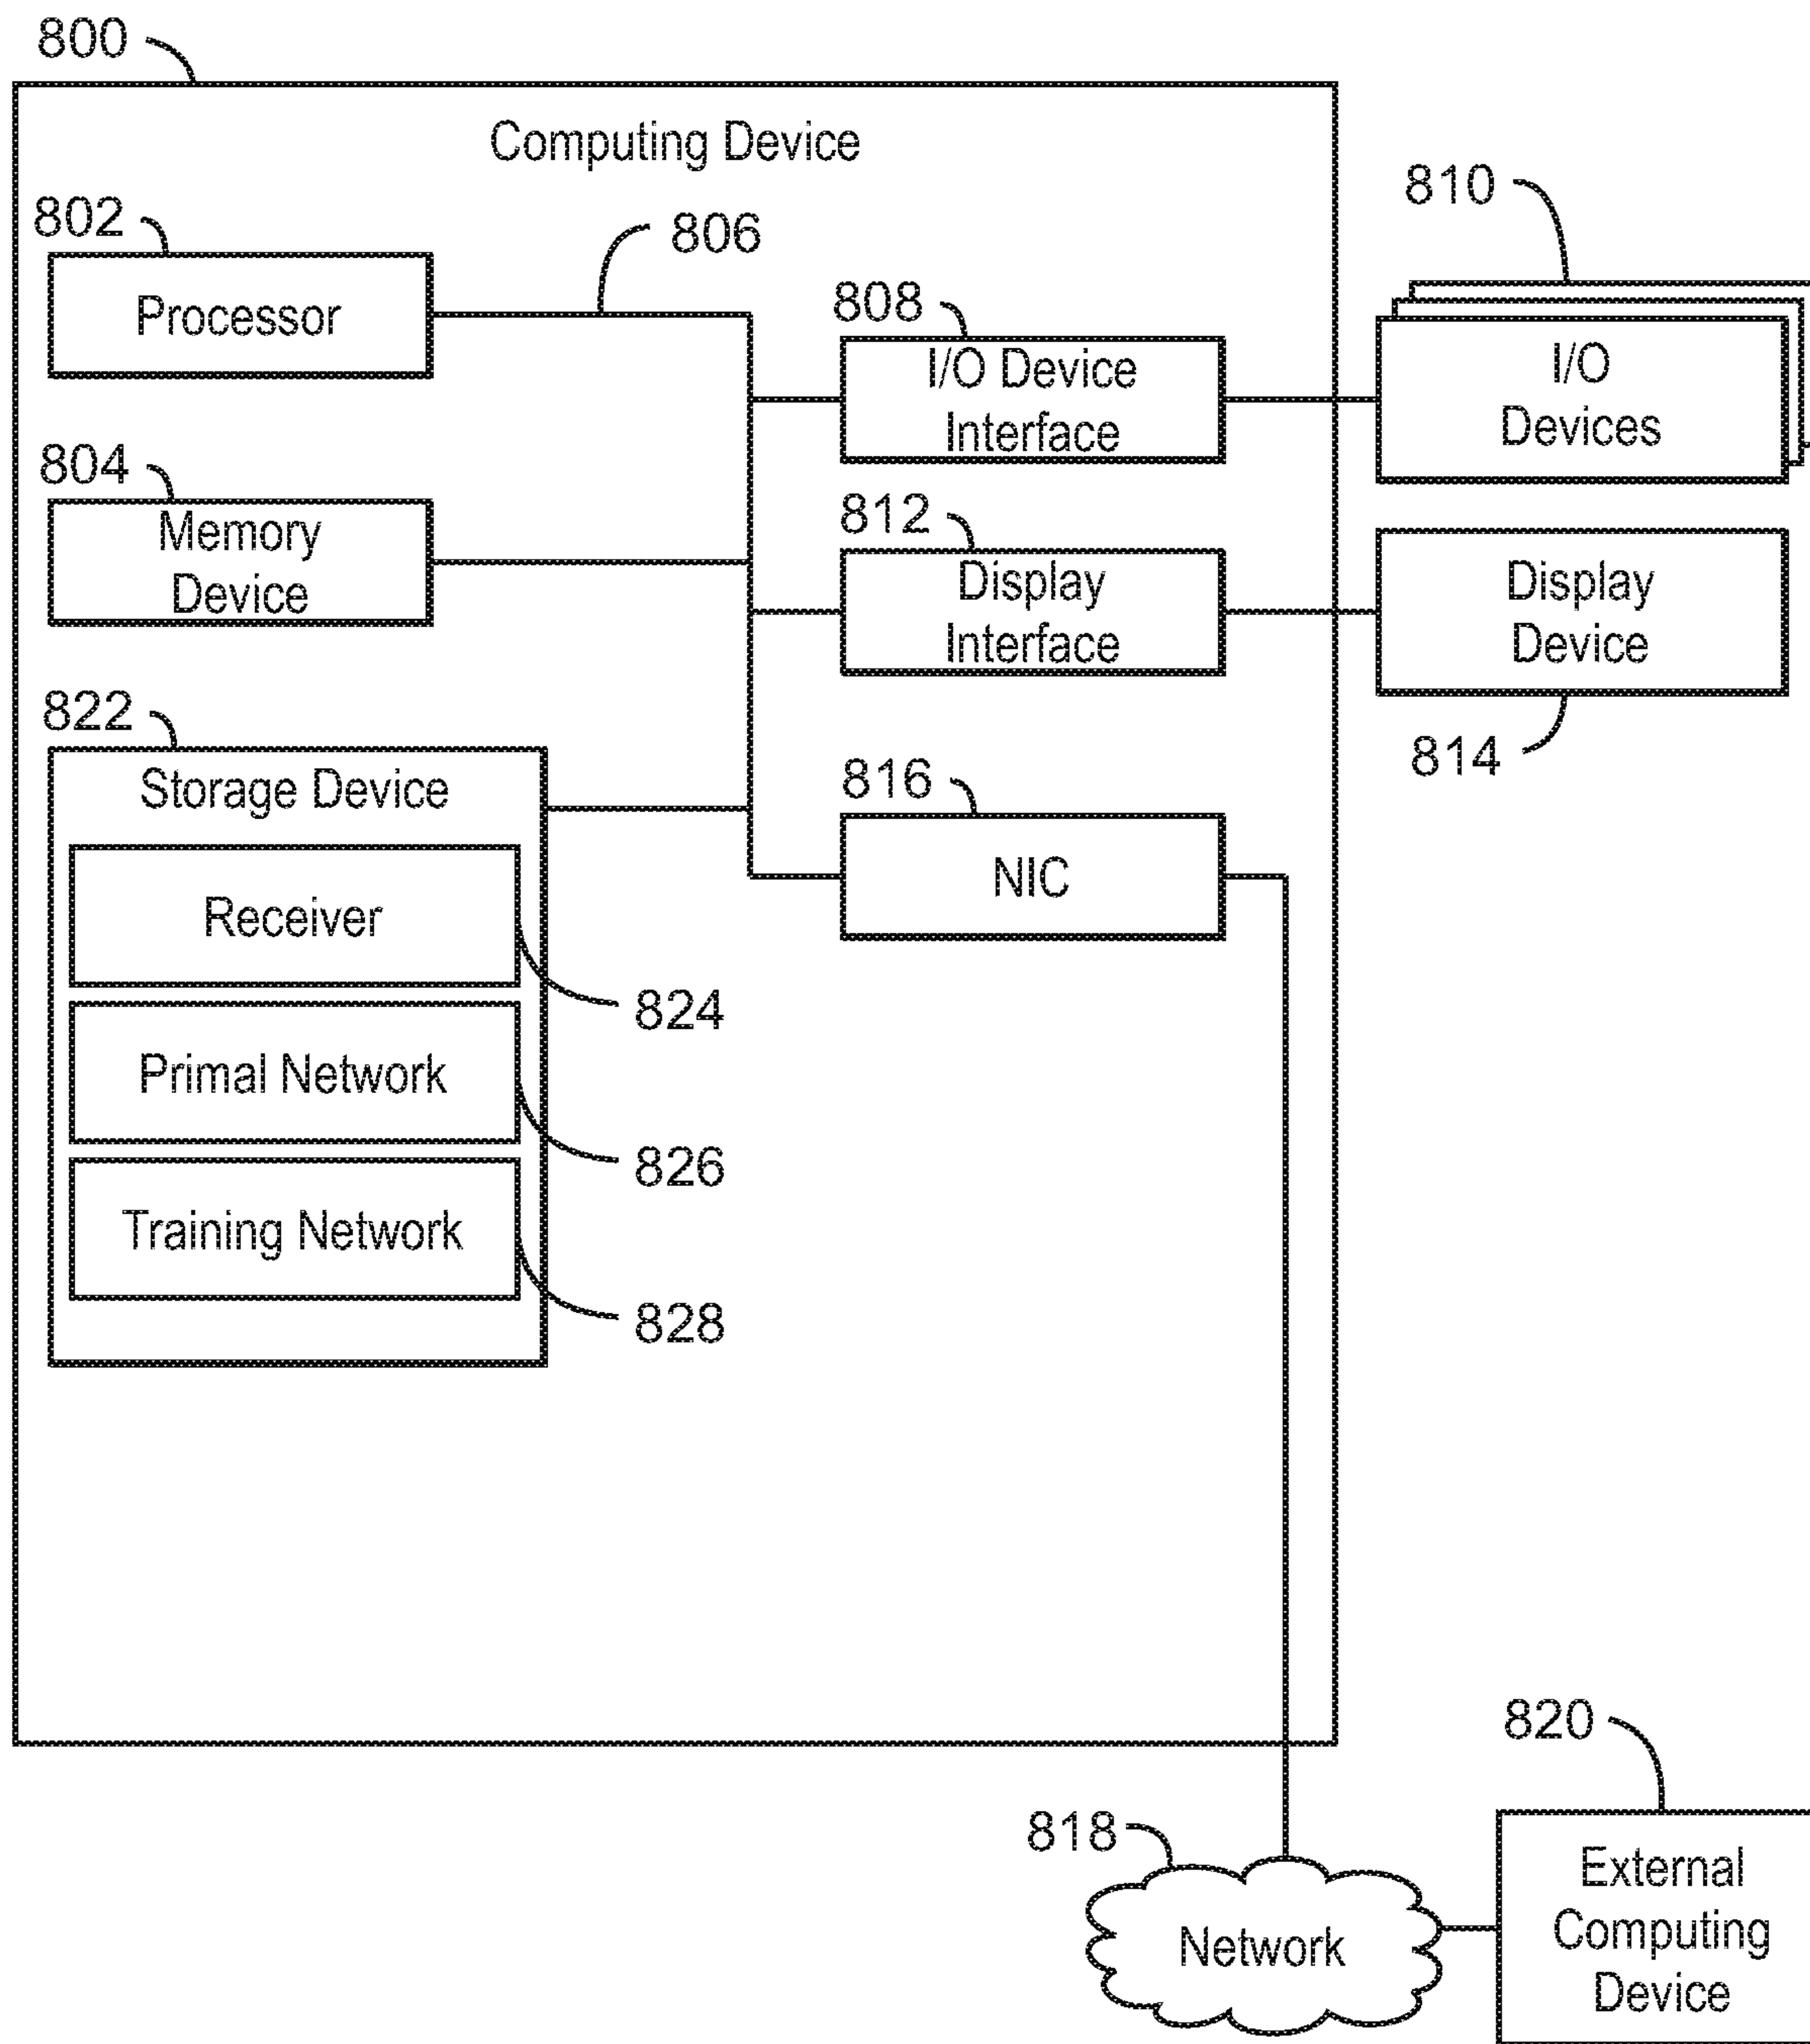 800
Computing Device
802
806
810
Processor
808
I/O Device
Interface
I/O
Devices
804
Memory
Device
812
Display
Interface
Display
Device
814
822
Storage Device
816
NIC
Receiver
824
Primal Network
826
Training Network
828
820
818
Network
External
Computing
Device